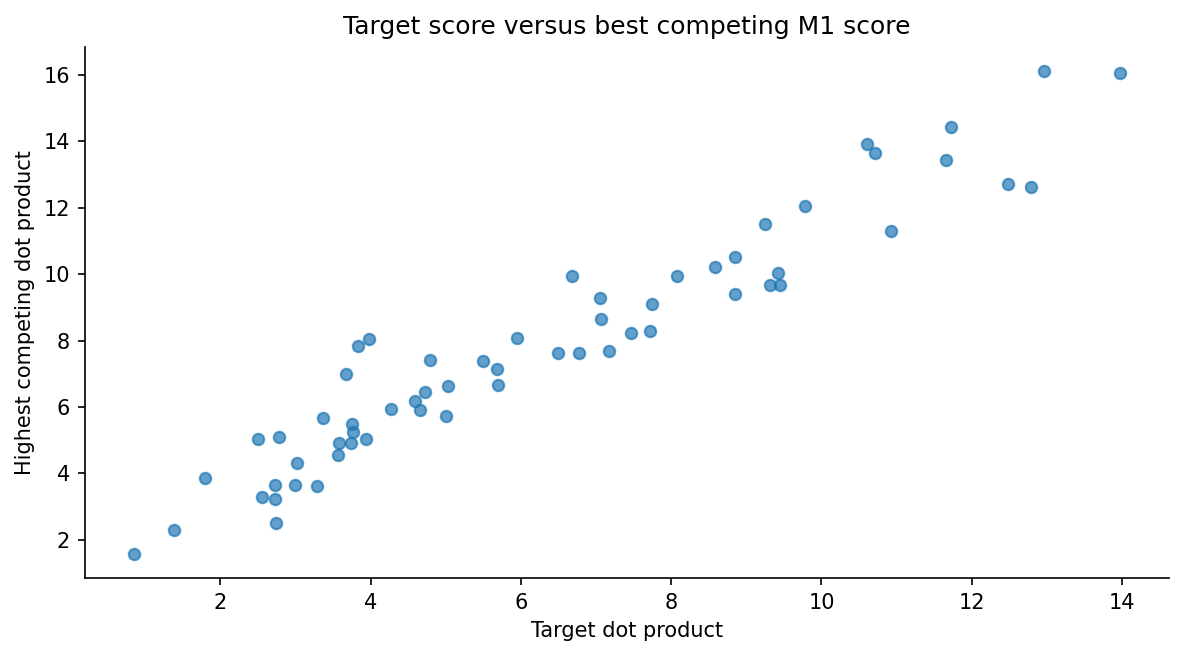 Target score versus best competing M1 score
Highest competing dot product
16
14
12
10
8
6
4
2
2 4 6 8 10 12 14
Target dot product